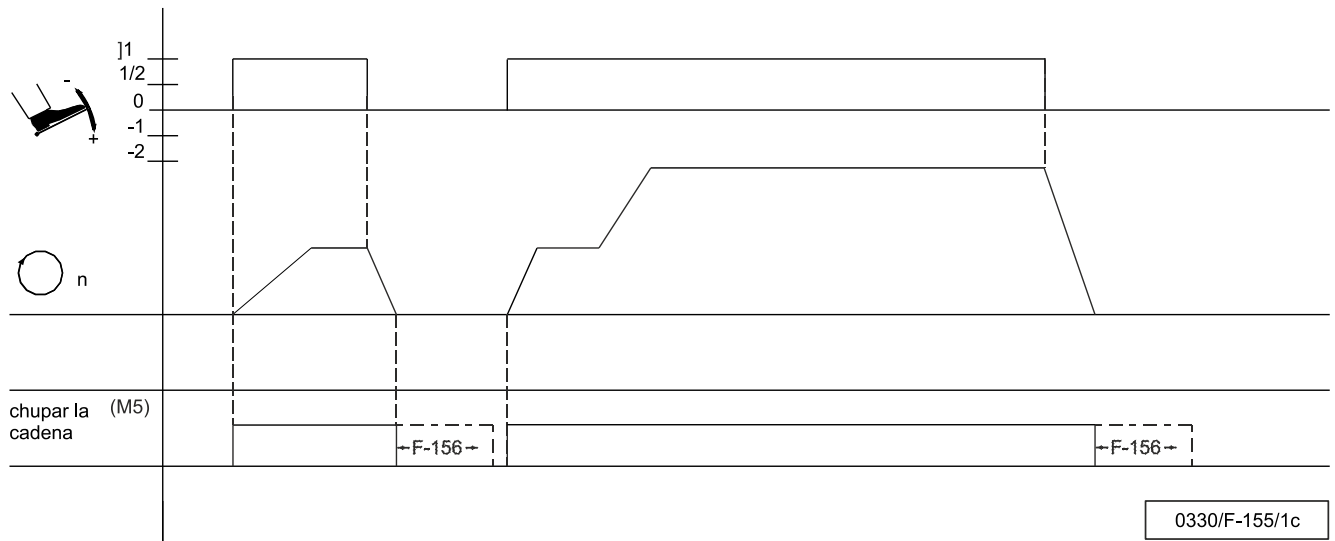 ]1
1/2
0
-1
-2
-
+
n
chupar la (M5)
cadena
F-156
F-156
0330/F-155/1c